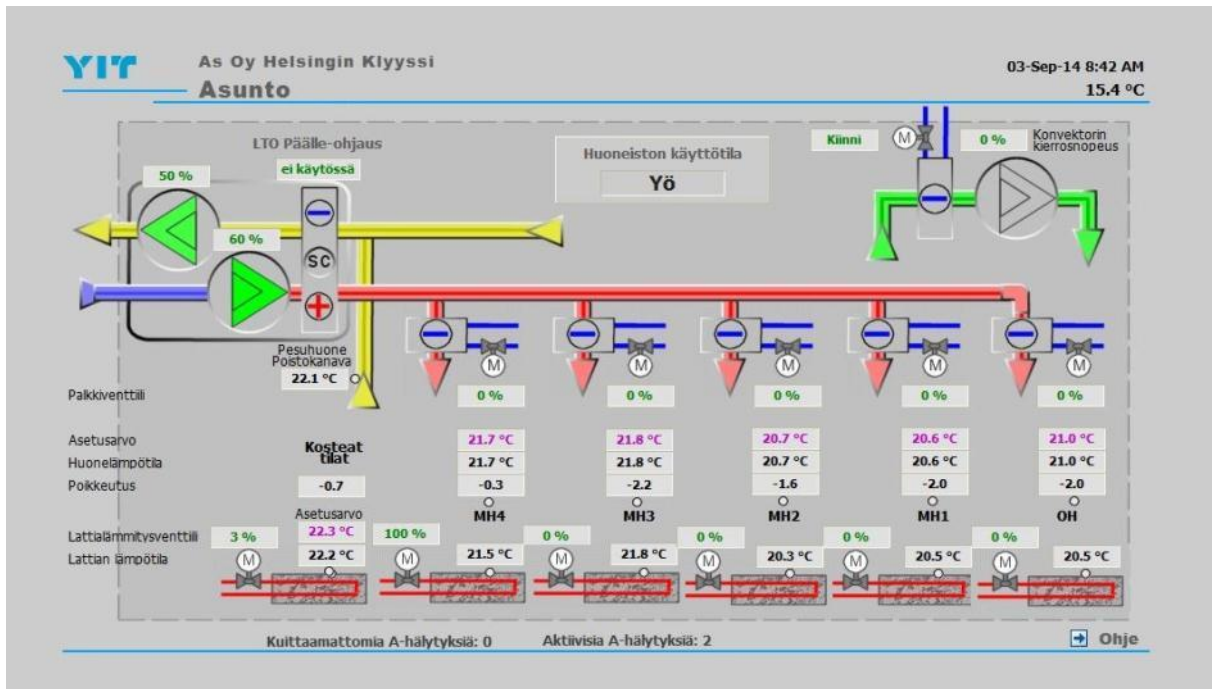 YIT
As Oy Helsingin Klyyssi
Asunto
03-Sep-14 8:42 AM
15.4 °C
LTO Päälle-ohjaus
ei käytössä
Huoneiston käyttötila
Yö
Kiinni
M
0 %
Konvektorin
kierrosnopeus
50 %
60 %
SC
Pesuhuone
Poistokanava
22.1 °C
M M M M M
Palkkiventtiili 0 % 0 % 0 % 0 % 0 %
Asetusarvo 21.7 °C 21.8 °C 20.7 °C 20.6 °C 21.0 °C
Kosteat
tilat
Huonelämpötila 21.7 °C 21.8 °C 20.7 °C 20.6 °C 21.0 °C
Poikkeutus -0.7 -0.3 -2.2 -1.6 -2.0 -2.0
Asetusarvo MH4 MH3 MH2 MH1 OH
Lattialämmitysventtiili 3 % 22.3 °C 100 % 0 % 0 % 0 % 0 %
Lattian lämpötila M 22.2 °C M 21.5 °C M 21.8 °C M 20.3 °C M 20.5 °C M 20.5 °C
Kuittaamattomia A-hälytyksiä: 0 Aktiivisia A-hälytyksiä: 2
Ohje